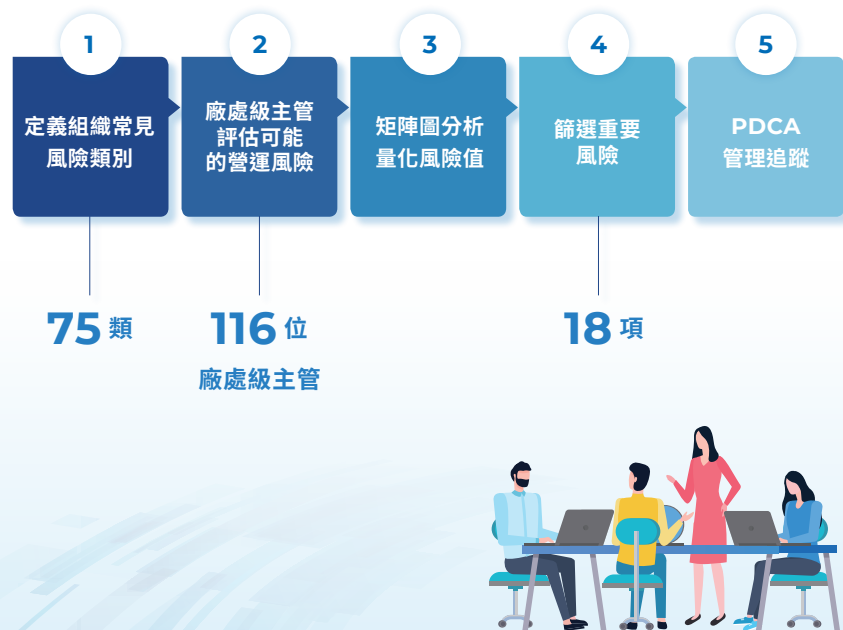 1
定義組織常見
風險類別
2
廠處級主管
評估可能
的營運風險
3
矩陣圖分析
量化風險值
4
篩選重要
風險
5
PDCA
管理追蹤
75 類
116 位
廠處級主管
18 項